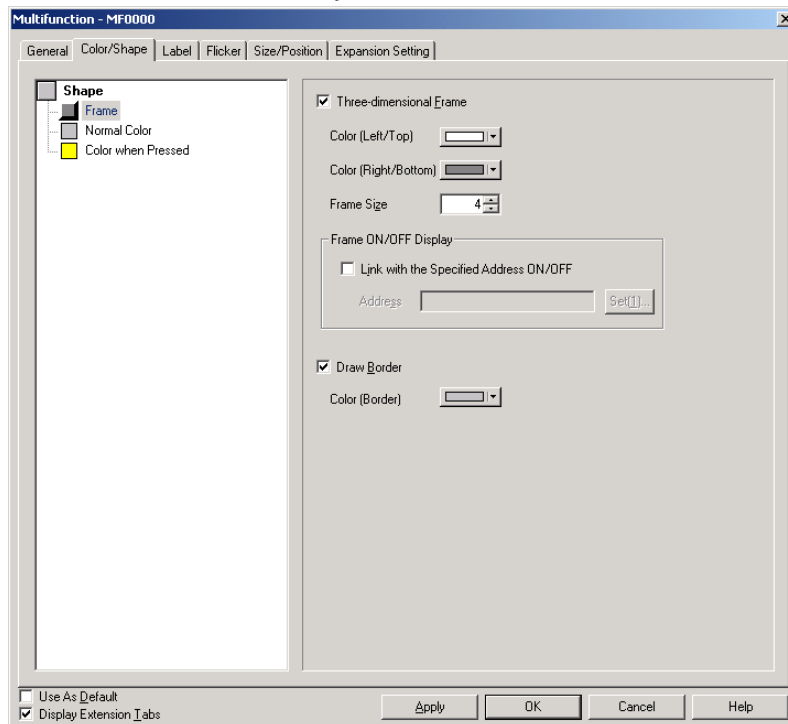 Multifunction - MF0000
General Color/Shape Label Flicker Size/Position Expansion Setting
Shape
Frame
Normal Color
Color when Pressed
Three-dimensional Frame
Color (Left/Top)
Color (Right/Bottom)
Frame Size 4
Frame ON/OFF Display
Link with the Specified Address ON/OFF
Address Set(1)...
Draw Border
Color (Border)
Use As Default
Display Extension Tabs
Apply OK Cancel Help